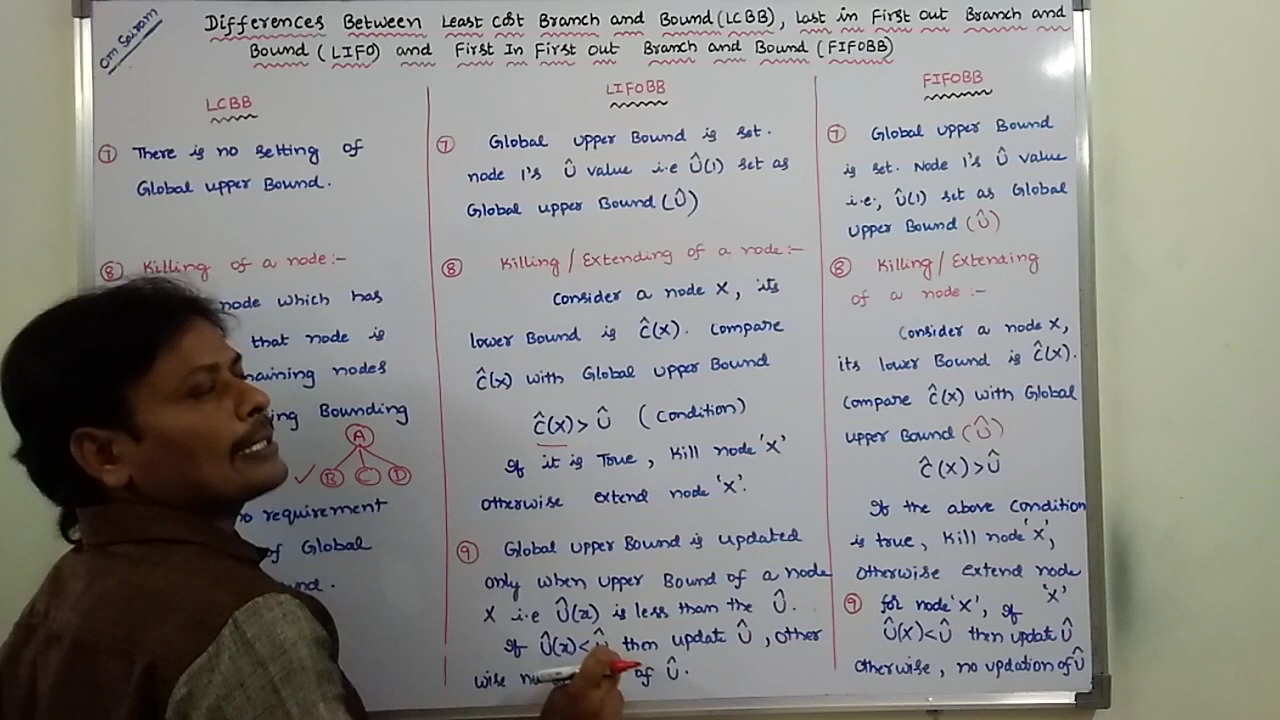 Om Sairam
Differences Between Least cost Branch and Bound (LCBB), Last in First out Branch and
Bound (LIFO) and First In First out Branch and Bound (FIFOBB)
LCBB
⑦ There is no setting of
Global upper Bound.
⑧ Killing of a node:-
node which has
that node is
nodes
Bounding
A
✓ B C D
requirement
of Global
LIFOBB
⑦ Global upper Bound is set.
node 1's Û value i.e Û(1) set as
Global upper Bound (Û)
⑧ Killing / Extending of a node:-
Consider a node X, its
lower Bound is Ĉ(X). Compare
Ĉ(X) with Global upper Bound
Ĉ(X) > Û (Condition)
If it is True, Kill node 'X'
otherwise extend node 'X'.
⑨ Global upper Bound is updated
only when upper Bound of a node
X i.e Û(x) is less than the Û.
If Û(x) < Û then update Û, other
wise of Û.
FIFOBB
⑦ Global upper Bound
is set. Node 1's Û value
i.e., Û(1) set as Global
upper Bound (Û)
⑧ Killing / Extending
of a node:-
Consider a node X,
its lower Bound is Ĉ(X).
Compare Ĉ(X) with Global
upper Bound (Û)
Ĉ(X) > Û
If the above Condition
is true, Kill node 'X',
otherwise extend node
'X'
⑨ for node 'X', if
Û(X) < Û then update Û
otherwise, no updation of Û